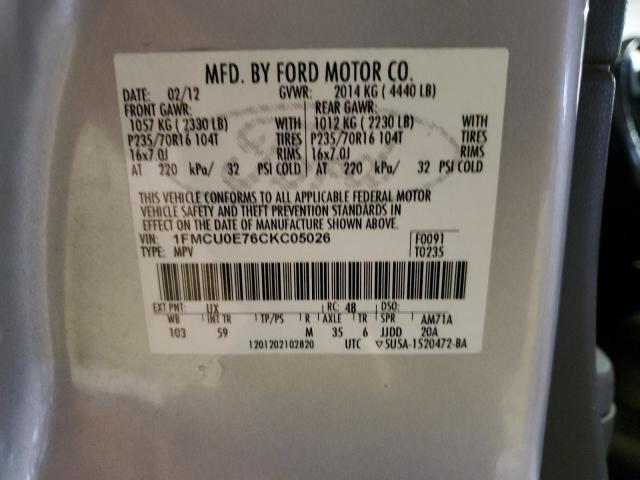 MFD. BY FORD MOTOR CO.
DATE: 02/12 GVWR: 2014 KG ( 4440 LB)
FRONT GAWR: REAR GAWR:
1057 KG ( 2330 LB) WITH 1012 KG ( 2230 LB) WITH
P235/70R16 104T TIRES P235/70R16 104T TIRES
16x7.0J RIMS 16x7.0J RIMS
AT 220 kPa/ 32 PSI COLD AT 220 kPa/ 32 PSI COLD
THIS VEHICLE CONFORMS TO ALL APPLICABLE FEDERAL MOTOR
VEHICLE SAFETY AND THEFT PREVENTION STANDARDS IN
EFFECT ON THE DATE OF MANUFACTURE SHOWN ABOVE.
VIN: 1FMCU0E76CKC05026 F0091
TYPE: MPV T0235
EXT PNT: UX RC: 48 DSO:
WB INT TR TP/PS R AXLE TR SPR AM71A
103 59 M 35 6 JJDD 20A
1201202102820 UTC ▽5U5A-1520472-BA